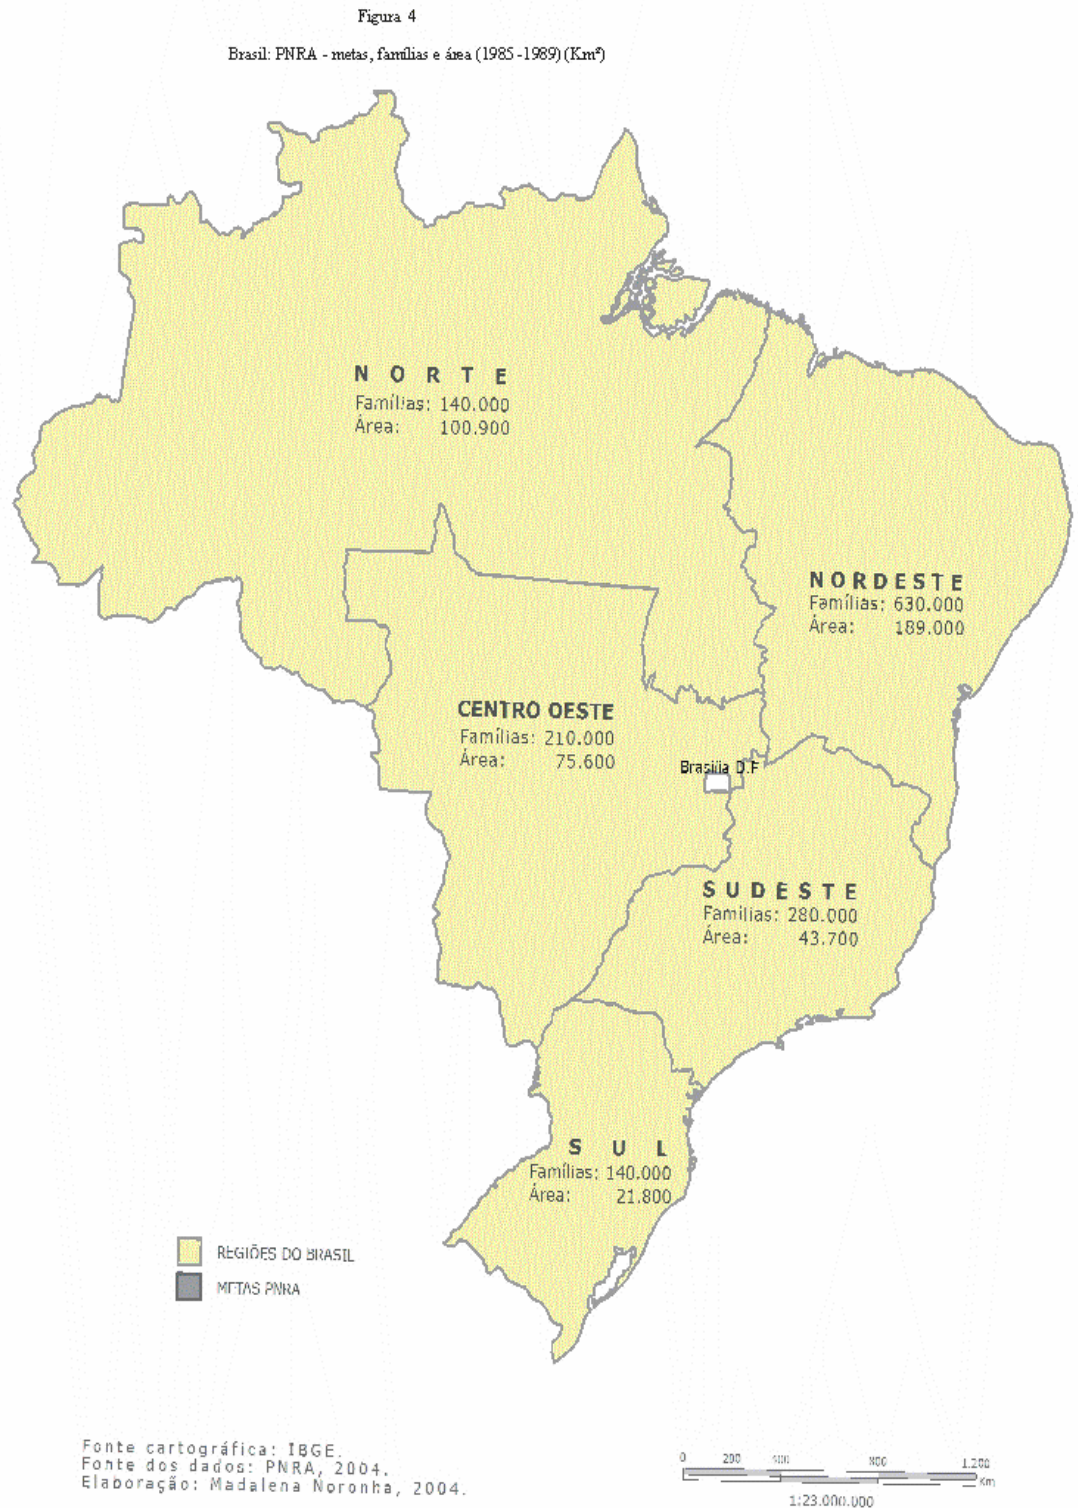 Figura 4
Brasil: PNRA - metas, famílias e área (1985-1989) (Km²)
NORTE
Famílias: 140.000
Área: 100.900
NORDESTE
Famílias: 630.000
Área: 189.000
CENTRO OESTE
Famílias: 210.000
Área: 75.600
Brasília D.F
SUDESTE
Famílias: 280.000
Área: 43.700
SUL
Famílias: 140.000
Área: 21.800
REGIÕES DO BRASIL
METAS PNRA
Fonte cartográfica: IBGE.
Fonte dos dados: PNRA, 2004.
Elaboração: Madalena Noronha, 2004.
0 200 800 1.200
Km
1:23.000.000